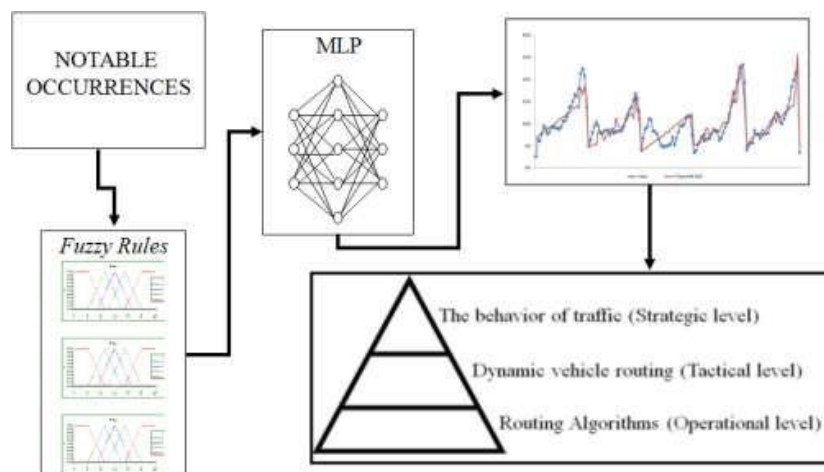 NOTABLE
OCCURRENCES
MLP
Fuzzy Rules
The behavior of traffic (Strategic level)
Dynamic vehicle routing (Tactical level)
Routing Algorithms (Operational level)